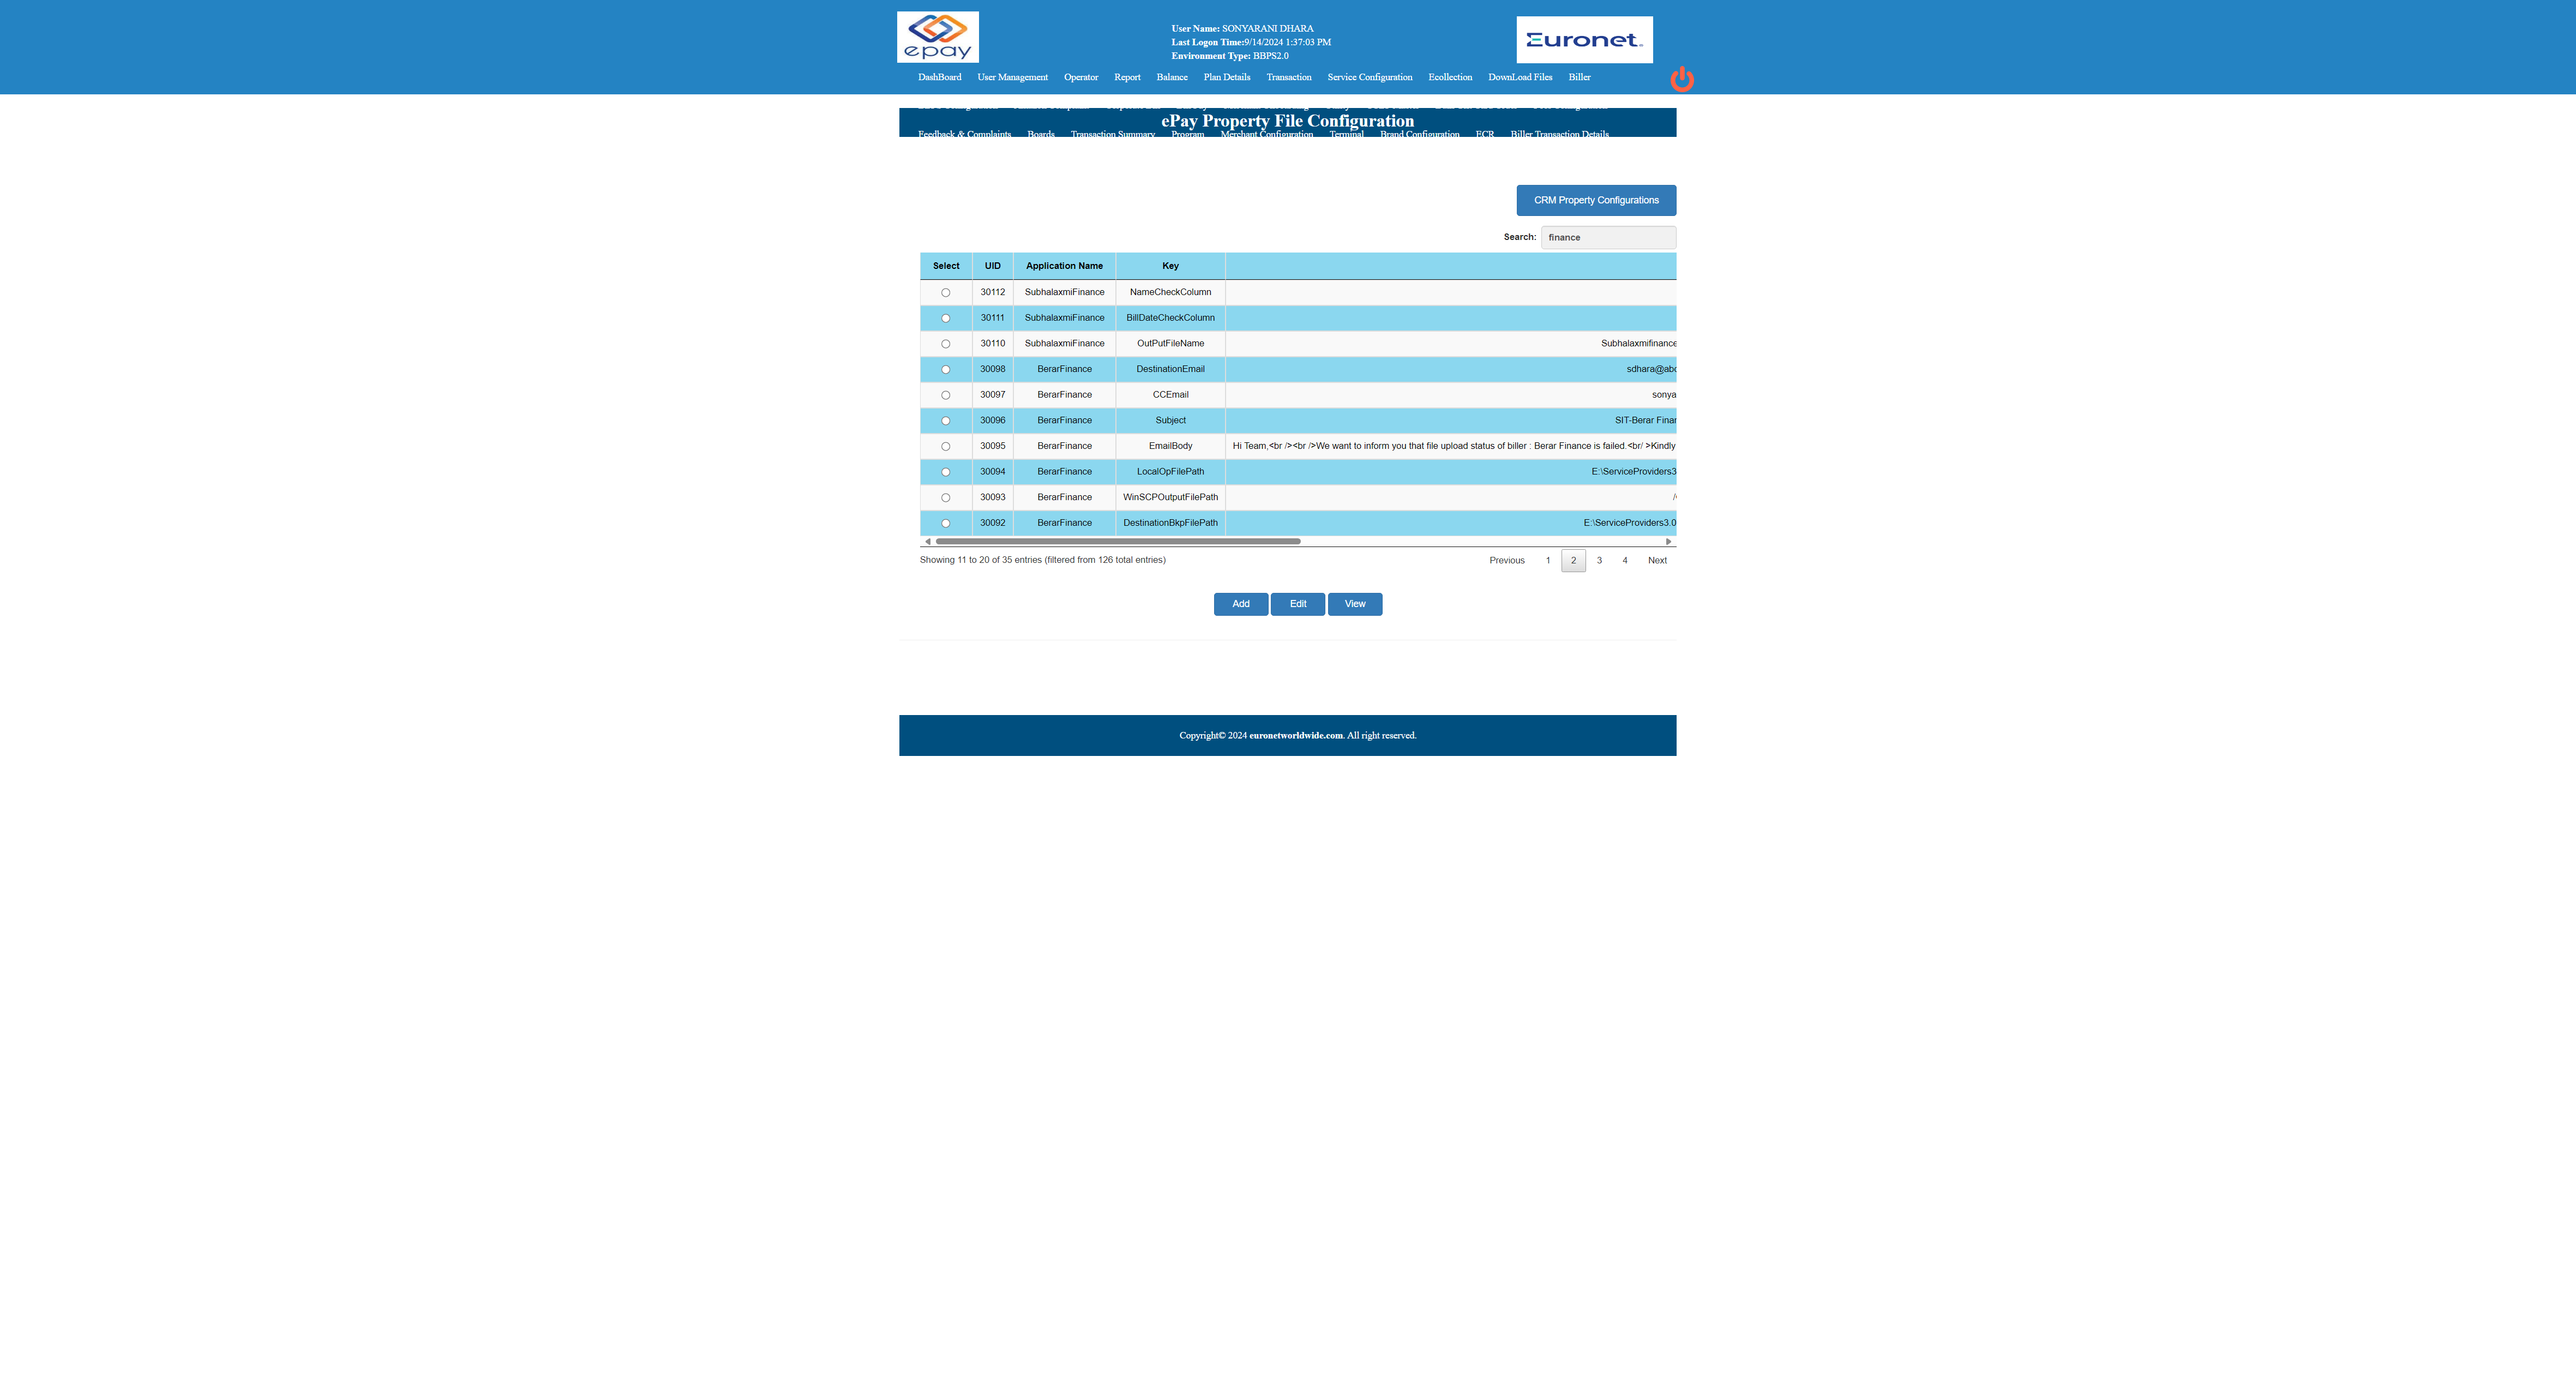 epay
User Name: SONYARANI DHARA
Last Logon Time:9/14/2024 1:37:03 PM
Environment Type: BBPS2.0
Euronet
DashBoard User Management Operator Report Balance Plan Details Transaction Service Configuration Ecollection DownLoad Files Biller
ePay Property File Configuration
Feedback & Complaints Boards Transaction Summary Program Merchant Configuration Terminal Brand Configuration ECR Biller Transaction Details
CRM Property Configurations
Search: finance
Select UID Application Name Key
30112 SubhalaxmiFinance NameCheckColumn
30111 SubhalaxmiFinance BillDateCheckColumn
30110 SubhalaxmiFinance OutPutFileName Subhalaxmifinance
30098 BerarFinance DestinationEmail sdhara@abc
30097 BerarFinance CCEmail sonya
30096 BerarFinance Subject SIT-Berar Finan
30095 BerarFinance EmailBody Hi Team,<br /><br />We want to inform you that file upload status of biller : Berar Finance is failed.<br/ >Kindly
30094 BerarFinance LocalOpFilePath E:\ServiceProviders3
30093 BerarFinance WinSCPOutputFilePath /
30092 BerarFinance DestinationBkpFilePath E:\ServiceProviders3.0
Showing 11 to 20 of 35 entries (filtered from 126 total entries) Previous 1 2 3 4 Next
Add Edit View
Copyright© 2024 euronetworldwide.com. All right reserved.